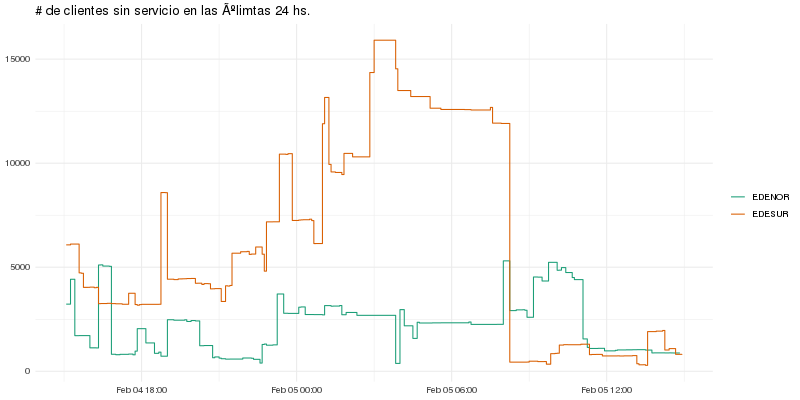 # de clientes sin servicio en las Ãºlimtas 24 hs.
15000
10000
5000
0
Feb 04 18:00 Feb 05 00:00 Feb 05 06:00 Feb 05 12:00
EDENOR
EDESUR